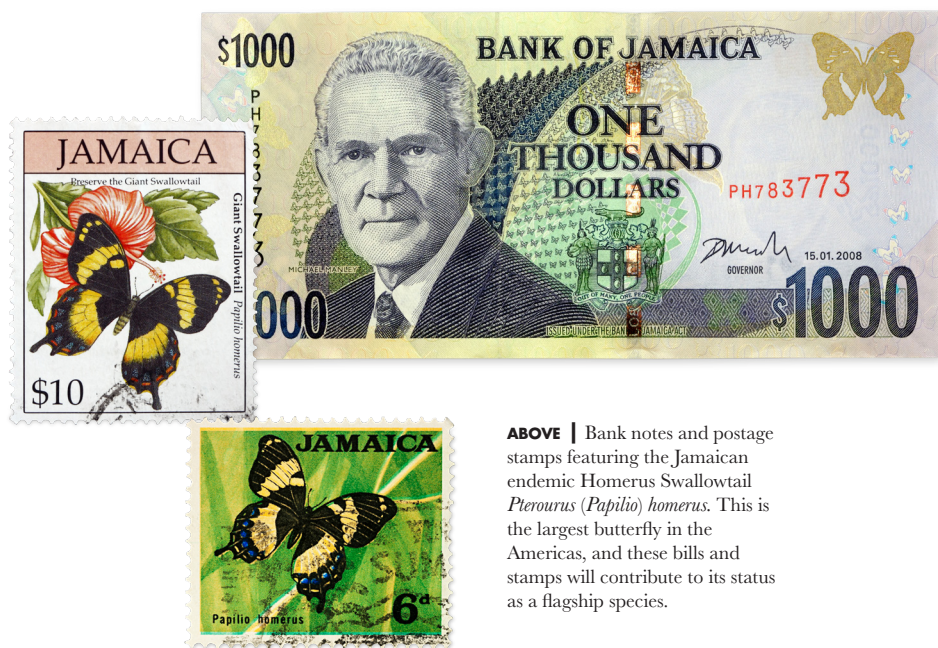 $1000
BANK OF JAMAICA
ONE
THOUSAND
DOLLARS
PH783773
PH783773
MICHAEL MANLEY
GOVERNOR
15.01.2008
OUT OF MANY, ONE PEOPLE
000
ISSUED UNDER THE BANK OF JAMAICA ACT
$1000
JAMAICA
Preserve the Giant Swallowtail
Giant Swallowtail Papilio homerus
$10
JAMAICA
Papilio homerus
6d
ABOVE | Bank notes and postage
stamps featuring the Jamaican
endemic Homerus Swallowtail
Pterourus (Papilio) homerus. This is
the largest butterfly in the
Americas, and these bills and
stamps will contribute to its status
as a flagship species.